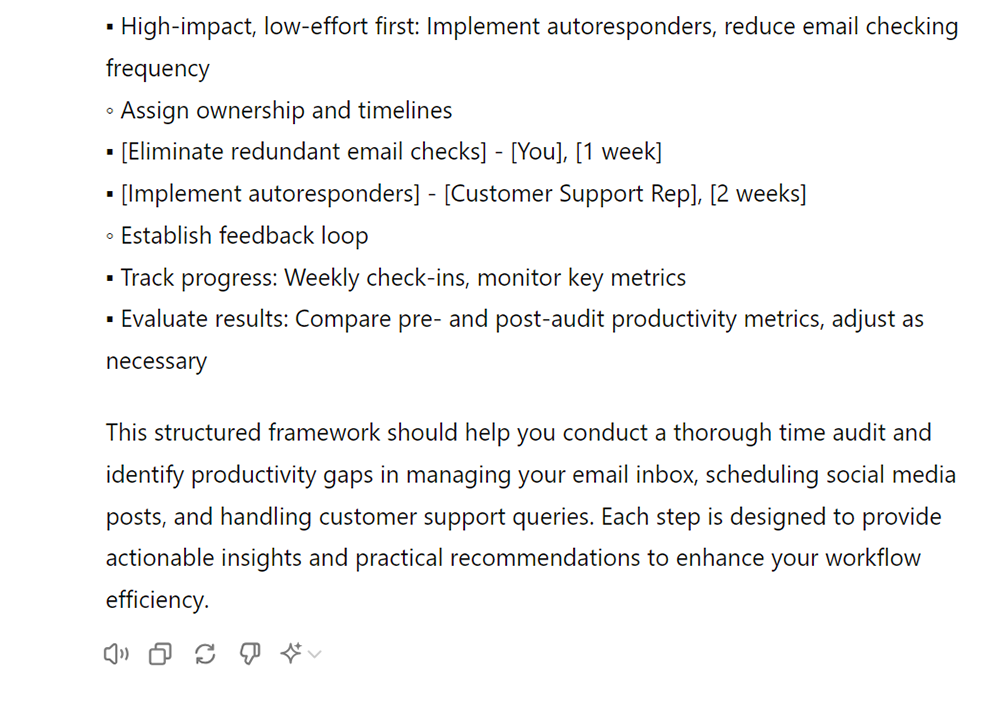 ▪ High-impact, low-effort first: Implement autoresponders, reduce email checking
frequency
◦ Assign ownership and timelines
▪ [Eliminate redundant email checks] - [You], [1 week]
▪ [Implement autoresponders] - [Customer Support Rep], [2 weeks]
◦ Establish feedback loop
▪ Track progress: Weekly check-ins, monitor key metrics
▪ Evaluate results: Compare pre- and post-audit productivity metrics, adjust as
necessary
This structured framework should help you conduct a thorough time audit and
identify productivity gaps in managing your email inbox, scheduling social media
posts, and handling customer support queries. Each step is designed to provide
actionable insights and practical recommendations to enhance your workflow
efficiency.